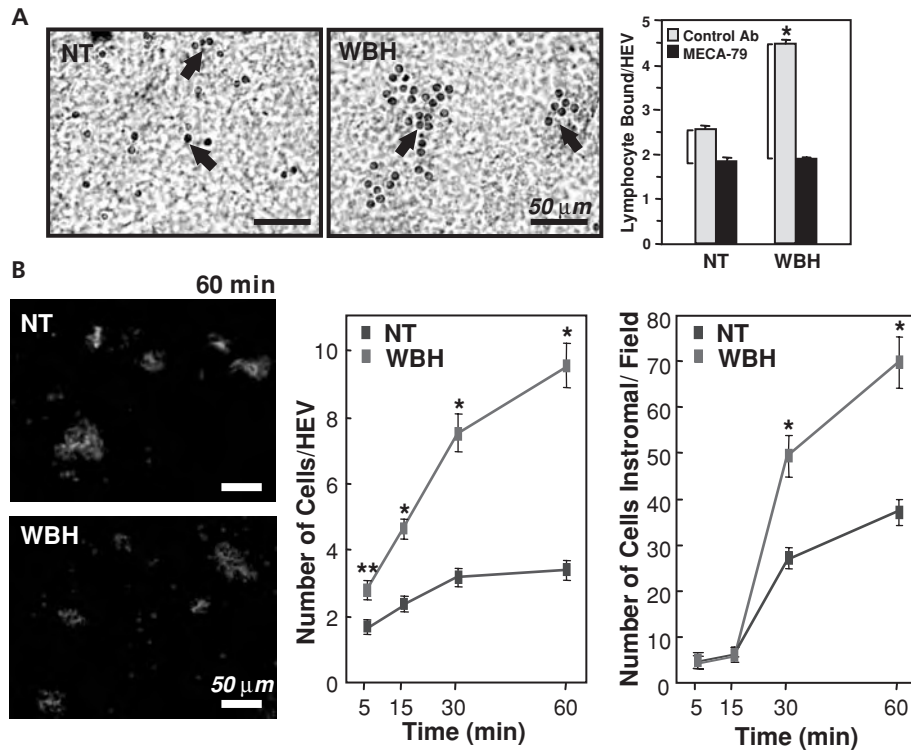 A
NT
WBH
50 μm
Lymphocyte Bound/HEV
5
4
3
2
1
0
Control Ab
MECA-79
*
NT
WBH
B
60 min
NT
WBH
50 μm
Number of Cells/HEV
10
8
6
4
2
0
NT
WBH
**
*
*
*
5 15 30 60
Time (min)
Number of Cells Instromal/ Field
80
70
60
50
40
30
20
10
0
NT
WBH
*
*
5 15 30 60
Time (min)